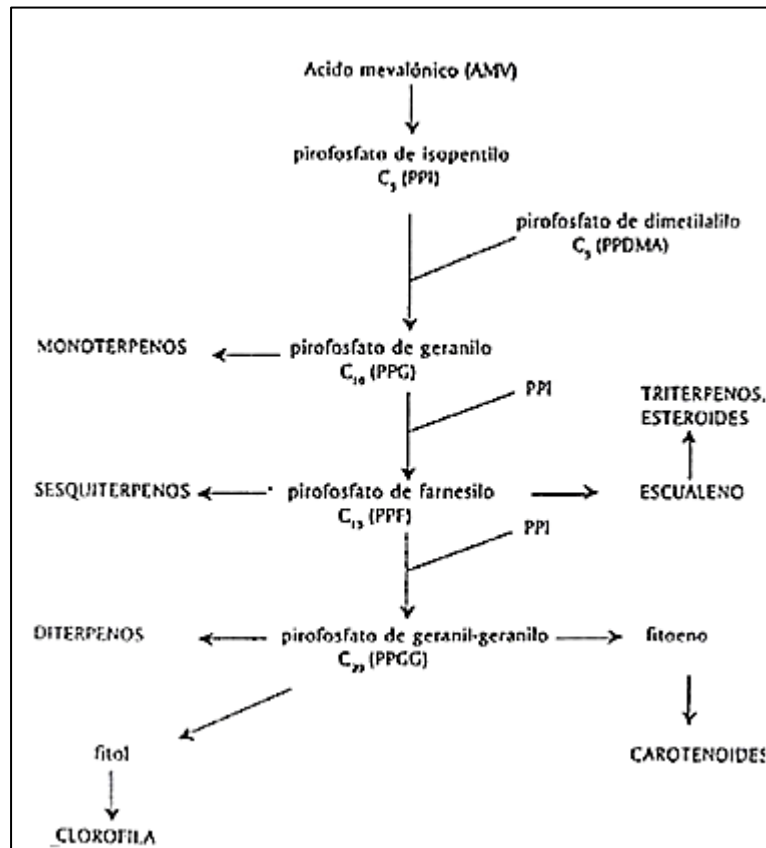 Acido mevalónico (AMV)
pirofosfato de isopentilo
C₅ (PPI)
pirofosfato de dimetilalilo
C₅ (PPDMA)
MONOTERPENOS
pirofosfato de geranilo
C₁₀ (PPG)
PPI
TRITERPENOS,
ESTEROIDES
SESQUITERPENOS
pirofosfato de farnesilo
C₁₅ (PPF)
ESCUALENO
PPI
DITERPENOS
pirofosfato de geranil-geranilo
C₂₀ (PPGG)
fitoeno
fitol
CAROTENOIDES
_CLOROFILA